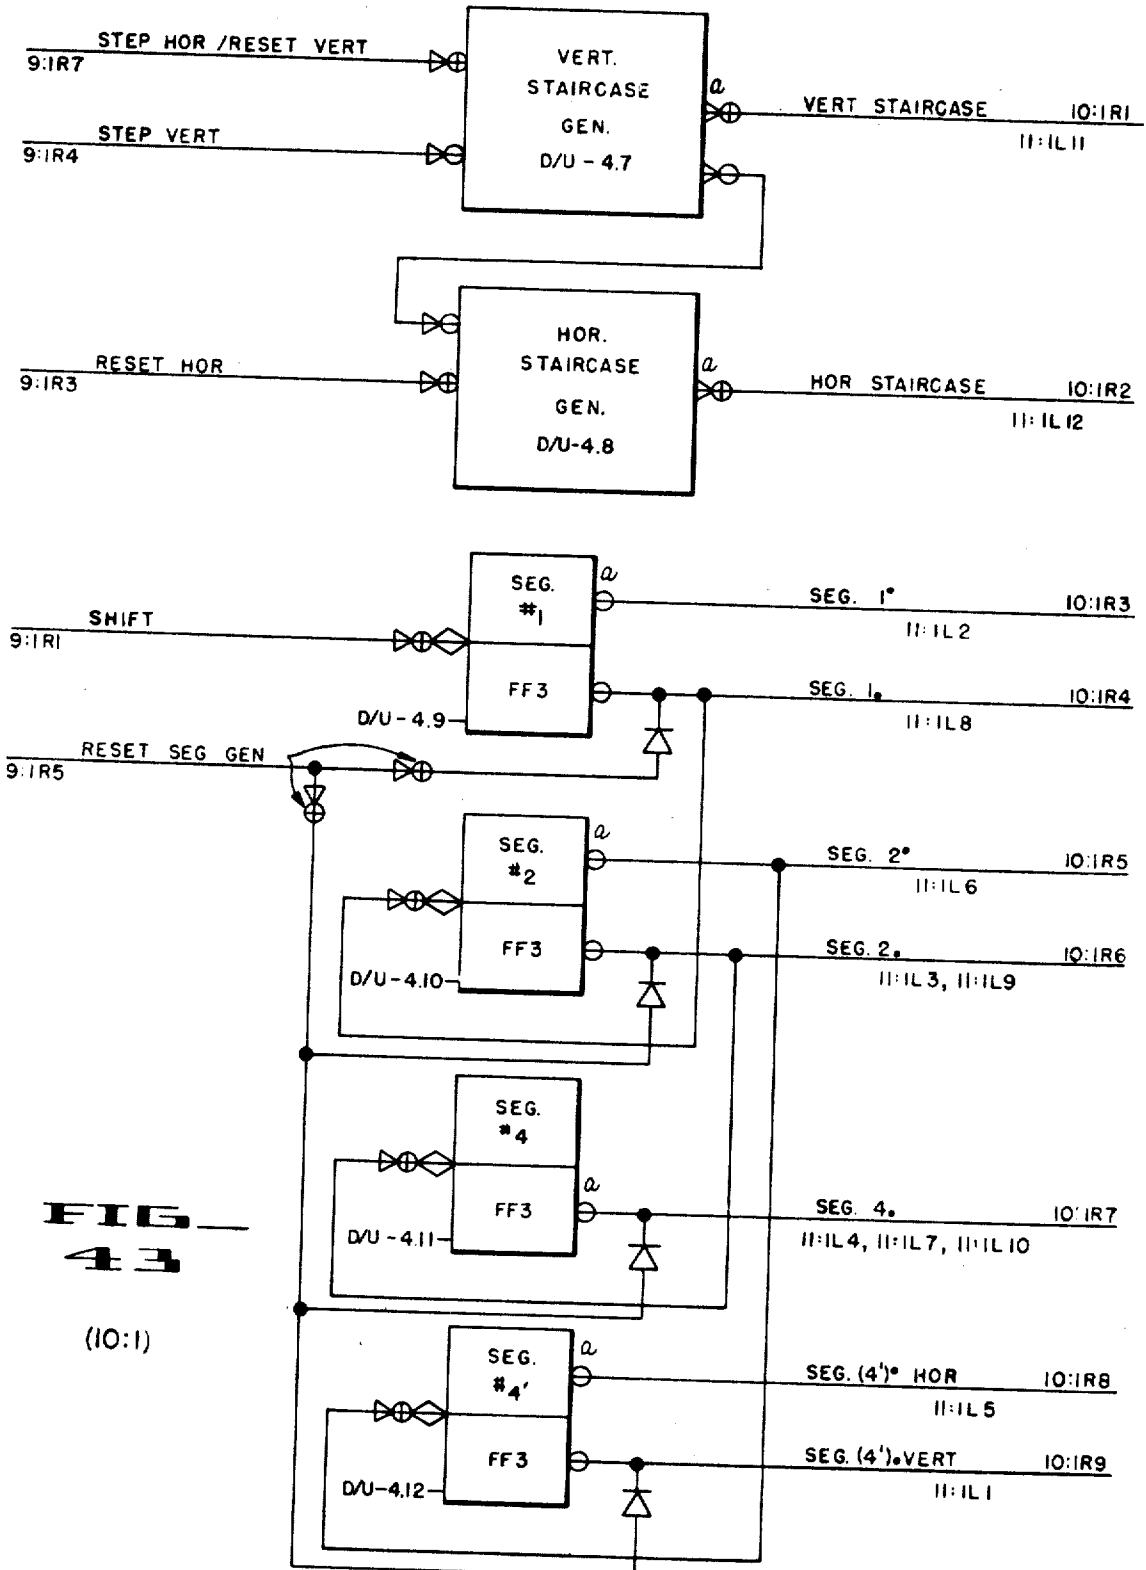 STEP HOR /RESET VERT
9:1R7
STEP VERT
9:1R4
VERT.
STAIRCASE
GEN.
D/U - 4.7
a
VERT STAIRCASE 10:1R1
11:1L11
RESET HOR
9:1R3
HOR.
STAIRCASE
GEN.
D/U-4.8
a
HOR STAIRCASE 10:1R2
11:1L12
SHIFT
9:1R1
SEG.
#1
FF3
D/U-4.9
a
SEG. 1• 10:1R3
11:1L2
SEG. 1. 10:1R4
11:1L8
RESET SEG GEN
9:1R5
SEG.
#2
FF3
D/U-4.10
a
SEG. 2• 10:1R5
11:1L6
SEG. 2. 10:1R6
11:1L3, 11:1L9
SEG.
#4
FF3
D/U-4.11
a
SEG. 4. 10:1R7
11:1L4, 11:1L7, 11:1L10
SEG.
#4'
FF3
D/U-4.12
a
SEG.(4')• HOR 10:1R8
11:1L5
SEG.(4').VERT 10:1R9
11:1L1
FIG_
43
(10:1)